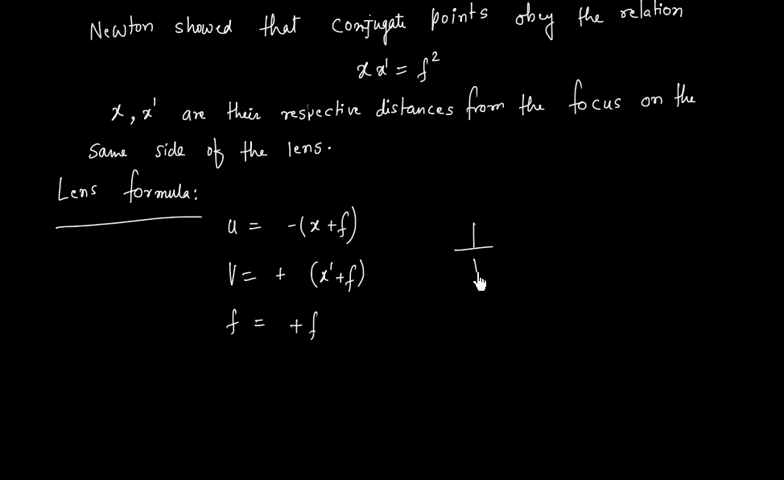 Newton showed that conjugate points obey the relation
xx' = f²
x, x' are their respective distances from the focus on the
same side of the lens.
Lens formula:
u = -(x+f)
V = + (x'+f)
f = +f
1